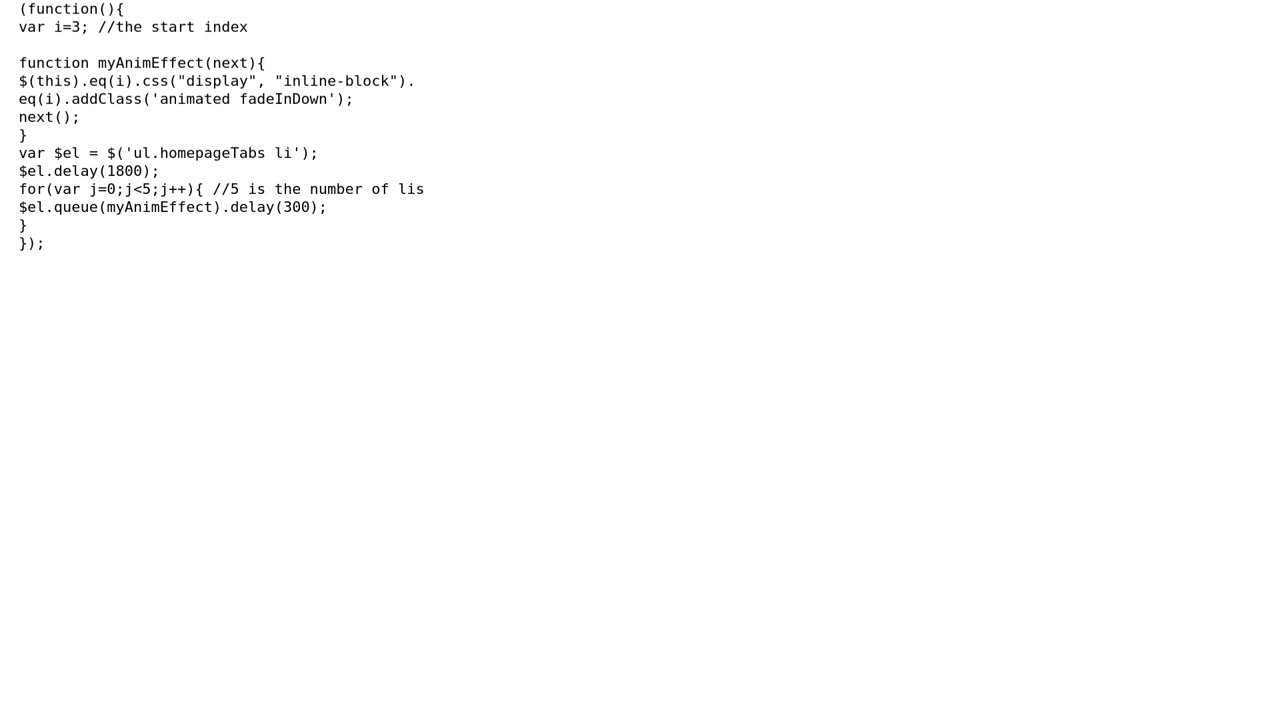 (function(){
var i=3; //the start index

function myAnimEffect(next){
$(this).eq(i).css("display", "inline-block").
eq(i).addClass('animated fadeInDown');
next();
}
var $el = $('ul.homepageTabs li');
$el.delay(1800);
for(var j=0;j<5;j++){ //5 is the number of lis
$el.queue(myAnimEffect).delay(300);
}
});